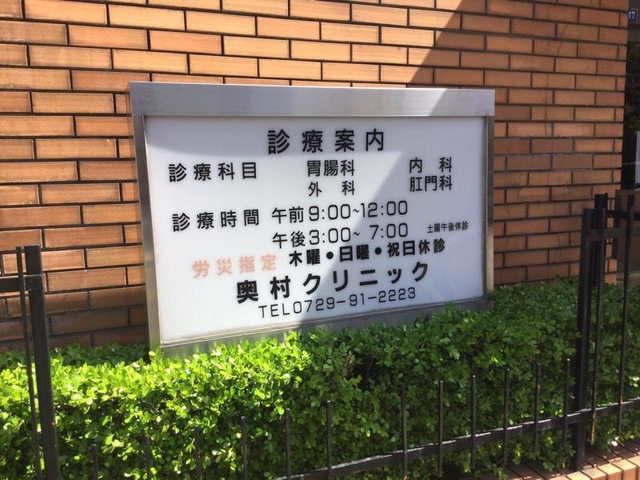 診療案内
診療科目 胃腸科 内科
外科 肛門科
診療時間 午前9:00~12:00
午後3:00~7:00 土曜午後休診
労災指定 木曜・日曜・祝日休診
奥村クリニック
TEL0729-91-2223